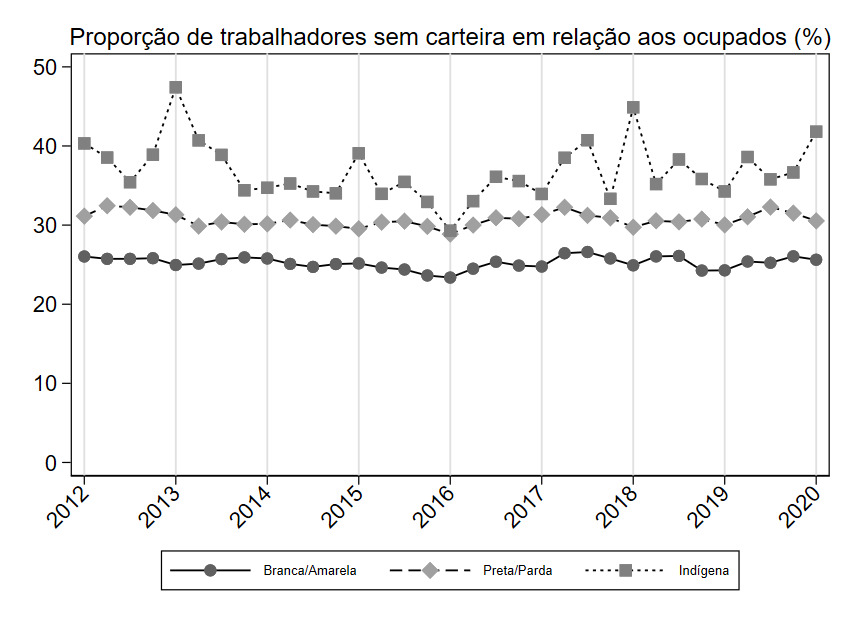 Proporção de trabalhadores sem carteira em relação aos ocupados (%)
50
40
30
20
10
0
2012 2013 2014 2015 2016 2017 2018 2019 2020
Branca/Amarela Preta/Parda Indígena